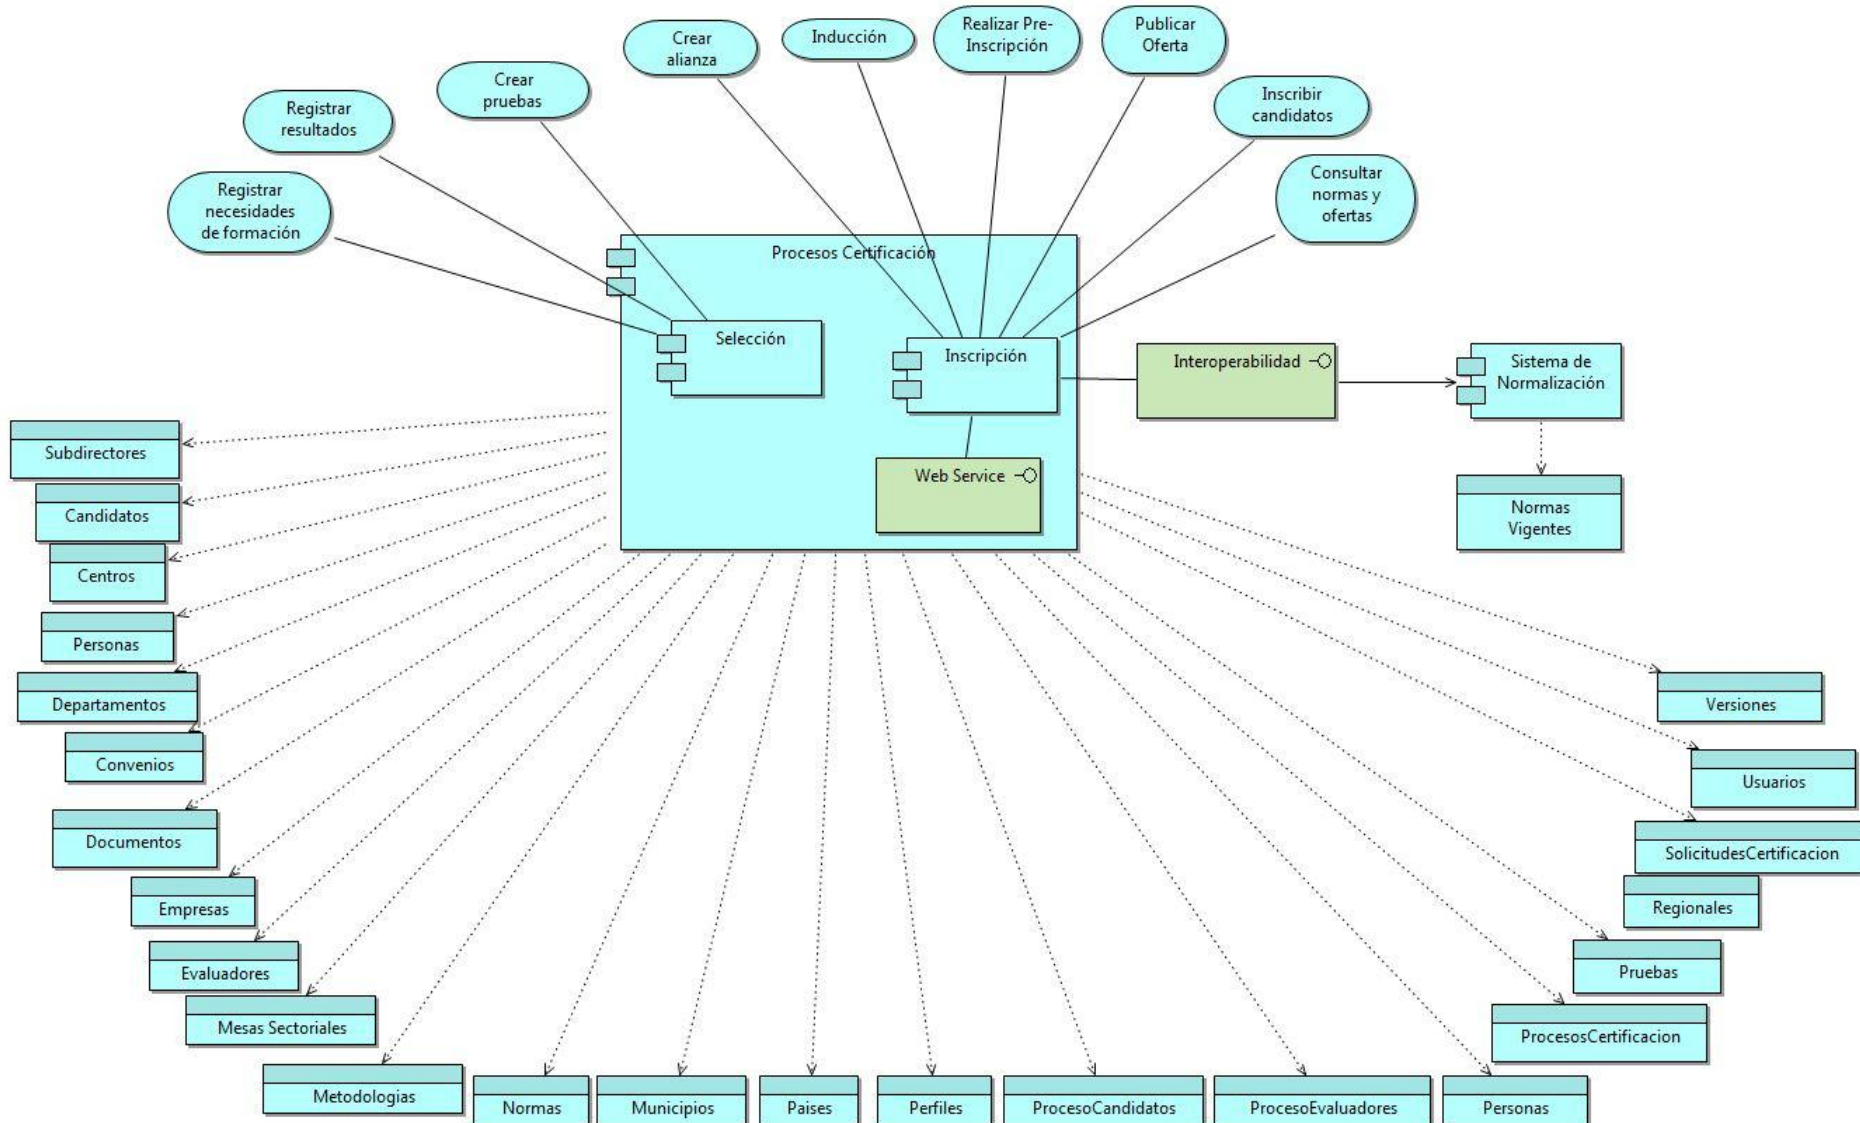 Crear
alianza
Inducción
Realizar Pre-
Inscripción
Publicar
Oferta
Crear
pruebas
Inscribir
candidatos
Registrar
resultados
Consultar
normas y
ofertas
Registrar
necesidades
de formación
Procesos Certificación
Selección
Inscripción
Interoperabilidad
Sistema de
Normalización
Web Service
Normas
Vigentes
Subdirectores
Candidatos
Centros
Personas
Departamentos
Convenios
Documentos
Empresas
Evaluadores
Mesas Sectoriales
Metodologias
Normas
Municipios
Paises
Perfiles
ProcesoCandidatos
ProcesoEvaluadores
Personas
ProcesosCertificacion
Pruebas
Regionales
SolicitudesCertificacion
Usuarios
Versiones